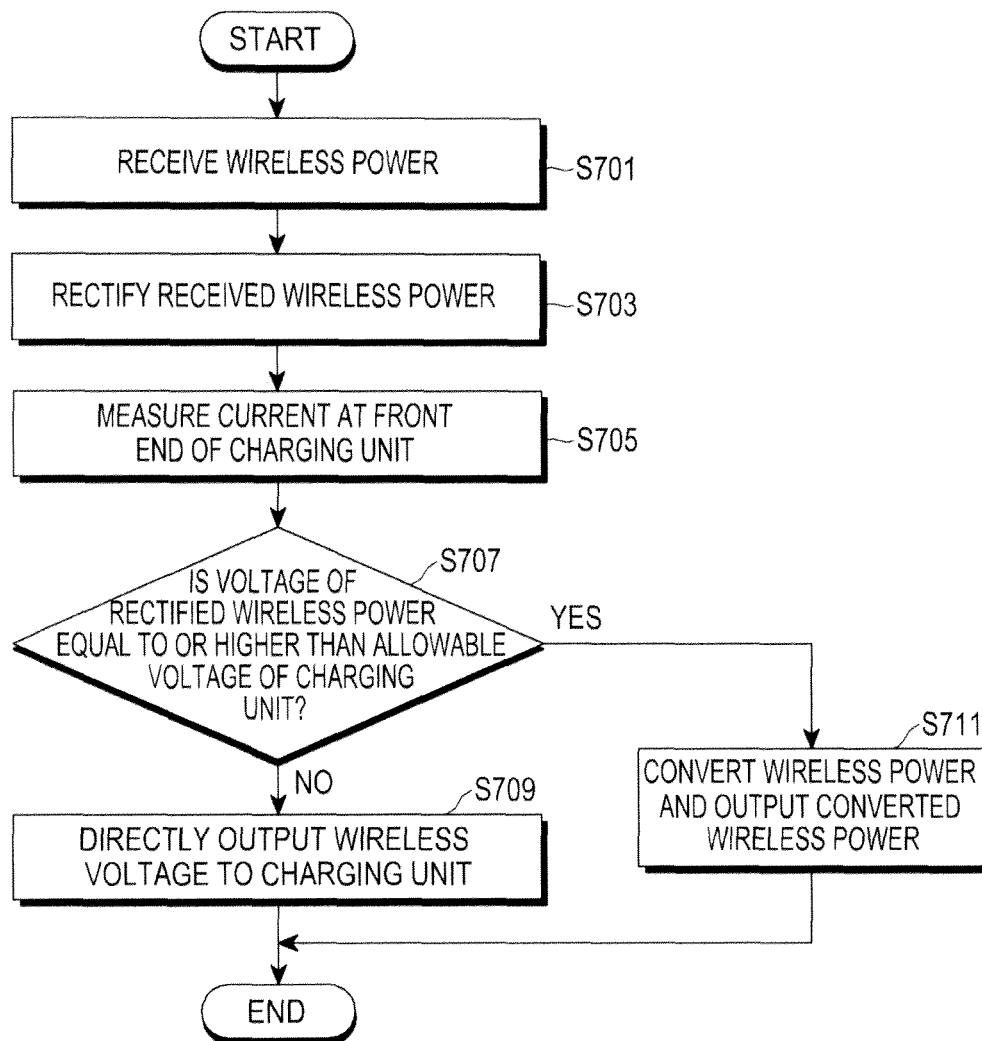 START
RECEIVE WIRELESS POWER
S701
RECTIFY RECEIVED WIRELESS POWER
S703
MEASURE CURRENT AT FRONT
END OF CHARGING UNIT
S705
S707
IS VOLTAGE OF
RECTIFIED WIRELESS POWER
EQUAL TO OR HIGHER THAN ALLOWABLE
VOLTAGE OF CHARGING
UNIT?
YES
NO
S709
DIRECTLY OUTPUT WIRELESS
VOLTAGE TO CHARGING UNIT
S711
CONVERT WIRELESS POWER
AND OUTPUT CONVERTED
WIRELESS POWER
END